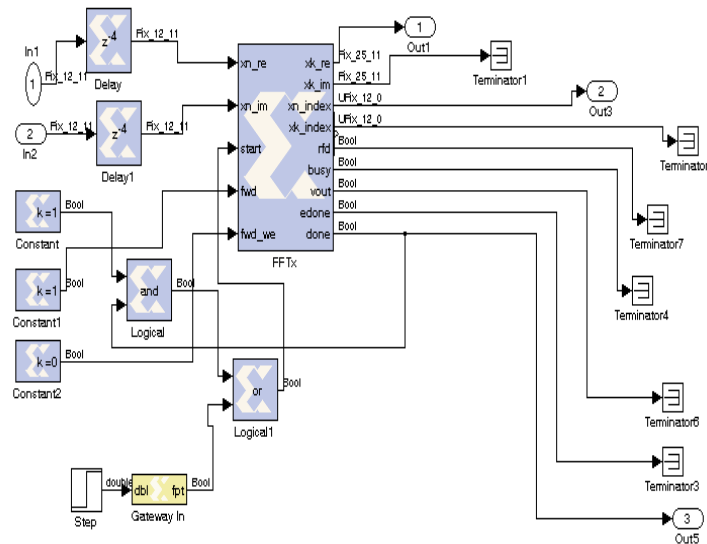 In1
1
Fix_12_11
z-4
Delay
Fix_12_11
2
In2
Fix_12_11
z-4
Delay1
Fix_12_11
xn_re
xn_im
start
fwd
fwd_we
xk_re
xk_im
xn_index
xk_index
rfd
busy
vout
edone
done
FFTx
Fix_25_11
Fix_25_11
UFix_12_0
UFix_12_0
Bool
Bool
Bool
Bool
Bool
1
Out1
Terminator1
2
Out3
Terminator
Terminator7
Terminator4
Terminator6
Terminator3
3
Out5
k=1
Bool
Constant
k=1
Bool
Constant1
k=0
Bool
Constant2
and
Bool
Logical
or
Bool
Logical1
Step
double
dbl fpt
Bool
Gateway In